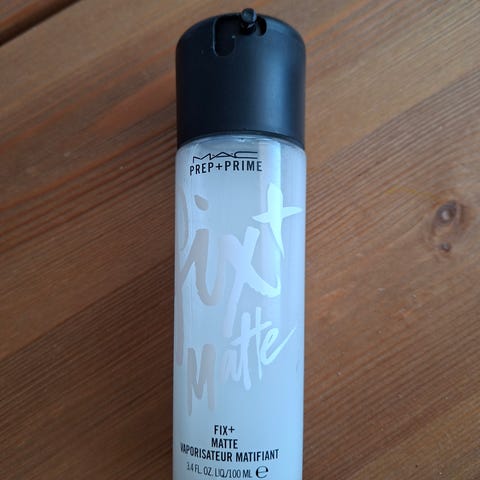 MAC
PREP+PRIME
Fix+
Matte
FIX+
MATTE
VAPORISATEUR MATIFIANT
3.4 FL. OZ. LIQ/100 ML ℮